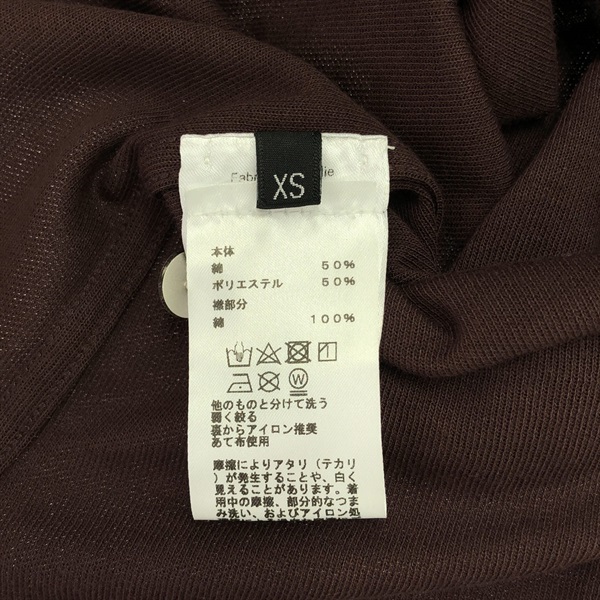 XS
本体
綿 50%
ポリエステル 50%
襟部分
綿 100%
W
他のものと分けて洗う
弱く絞る
裏からアイロン推奨
あて布使用
摩擦によりアタリ（テカリ
）が発生することや、白く
見えることがあります。着
用中の摩擦、部分的なつま
み洗い、およびアイロン処